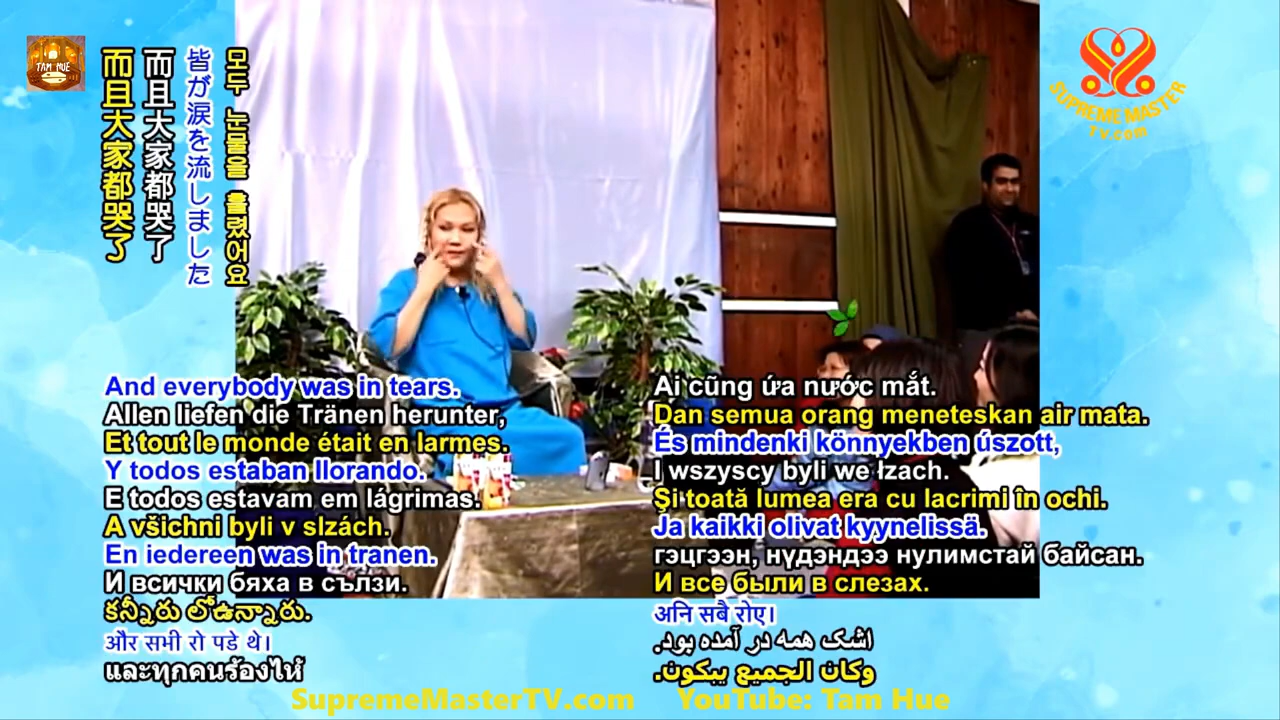 TAM HUE
而且大家都哭了
而且大家都哭了
皆が涙を流しました
모두 눈물을 흘렸어요
SUPREME MASTER
TV.com
And everybody was in tears.
Allen liefen die Tränen herunter,
Et tout le monde était en larmes.
Y todos estaban llorando.
E todos estavam em lágrimas.
A všichni byli v slzách.
En iedereen was in tranen.
И всички бяха в сълзи.
కన్నీరు లోఉన్నారు.
और सभी रो पडे थे।
และทุกคนร้องไห้
Ai cũng ứa nước mắt.
Dan semua orang meneteskan air mata.
És mindenki könnyekben úszott,
I wszyscy byli we łzach.
Şi toată lumea era cu lacrimi în ochi.
Ja kaikki olivat kyynelissä.
гэцгээн, нүдэндээ нулимстай байсан.
И все были в слезах.
अनि सबै रोए।
اشک همه در آمده بود.
وكان الجميع يبكون.
SupremeMasterTV.com YouTube: Tam Hue